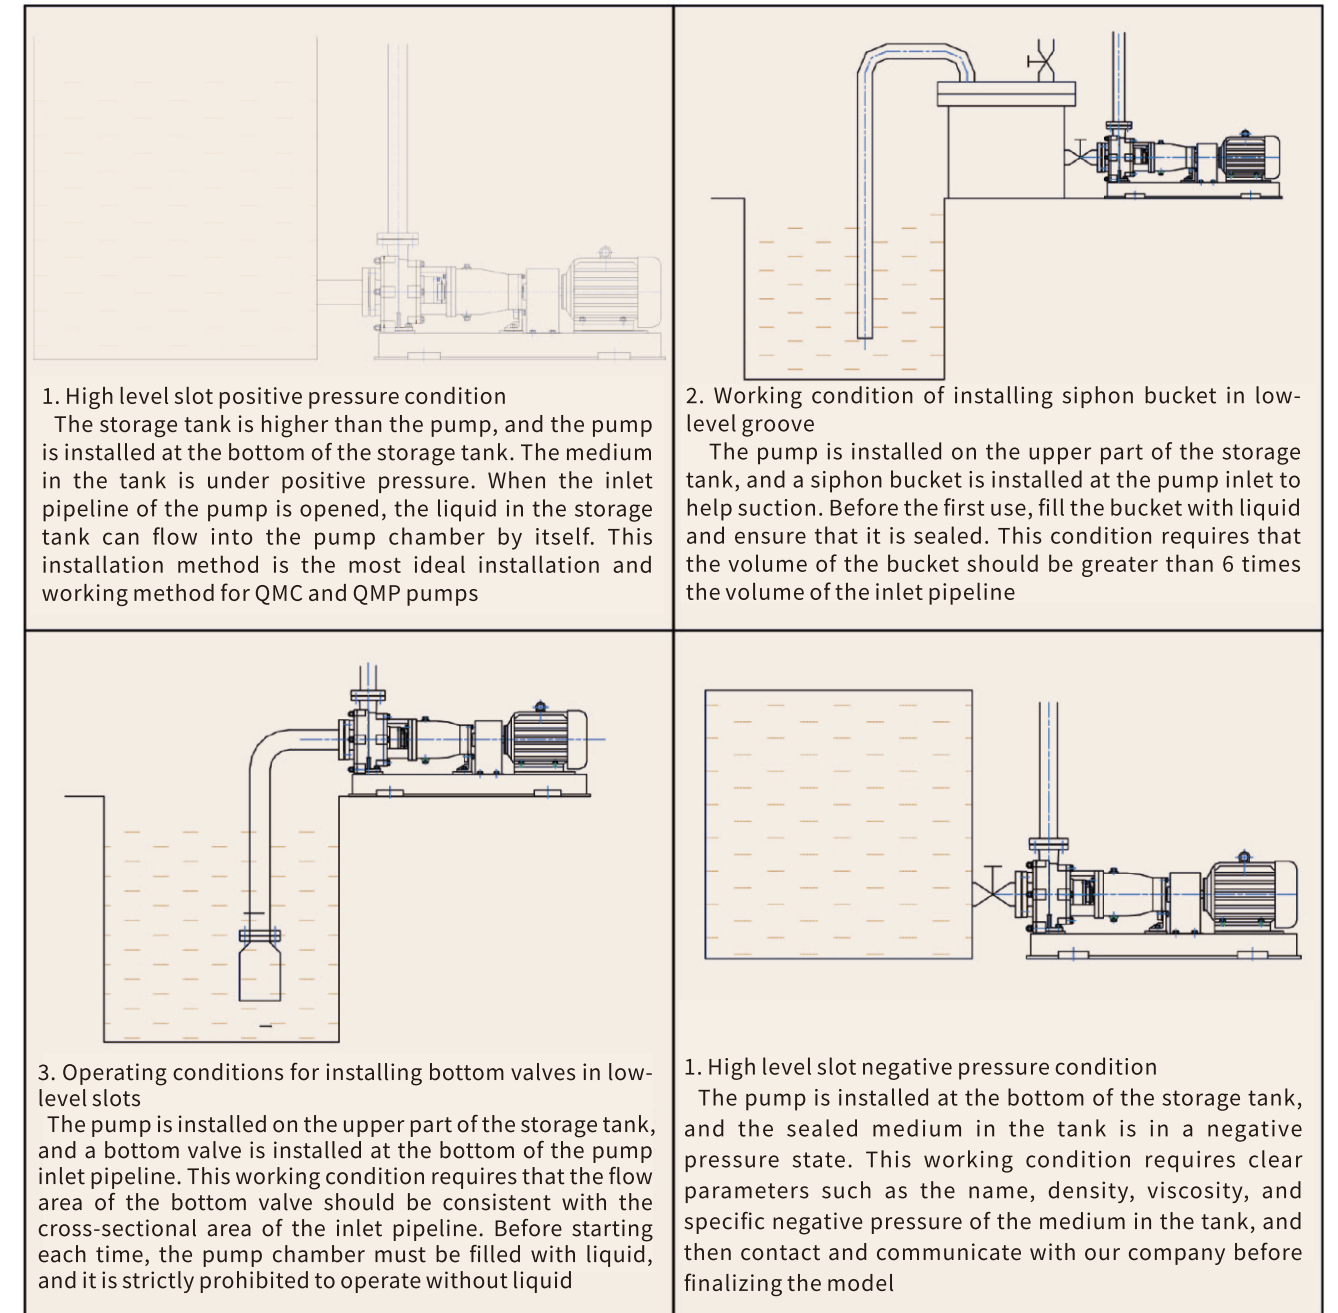 1. High level slot positive pressure condition
The storage tank is higher than the pump, and the pump
is installed at the bottom of the storage tank. The medium
in the tank is under positive pressure. When the inlet
pipeline of the pump is opened, the liquid in the storage
tank can flow into the pump chamber by itself. This
installation method is the most ideal installation and
working method for QMC and QMP pumps
2. Working condition of installing siphon bucket in low-
level groove
The pump is installed on the upper part of the storage
tank, and a siphon bucket is installed at the pump inlet to
help suction. Before the first use, fill the bucket with liquid
and ensure that it is sealed. This condition requires that
the volume of the bucket should be greater than 6 times
the volume of the inlet pipeline
3. Operating conditions for installing bottom valves in low-
level slots
The pump is installed on the upper part of the storage tank,
and a bottom valve is installed at the bottom of the pump
inlet pipeline. This working condition requires that the flow
area of the bottom valve should be consistent with the
cross-sectional area of the inlet pipeline. Before starting
each time, the pump chamber must be filled with liquid,
and it is strictly prohibited to operate without liquid
1. High level slot negative pressure condition
The pump is installed at the bottom of the storage tank,
and the sealed medium in the tank is in a negative
pressure state. This working condition requires clear
parameters such as the name, density, viscosity, and
specific negative pressure of the medium in the tank, and
then contact and communicate with our company before
finalizing the model